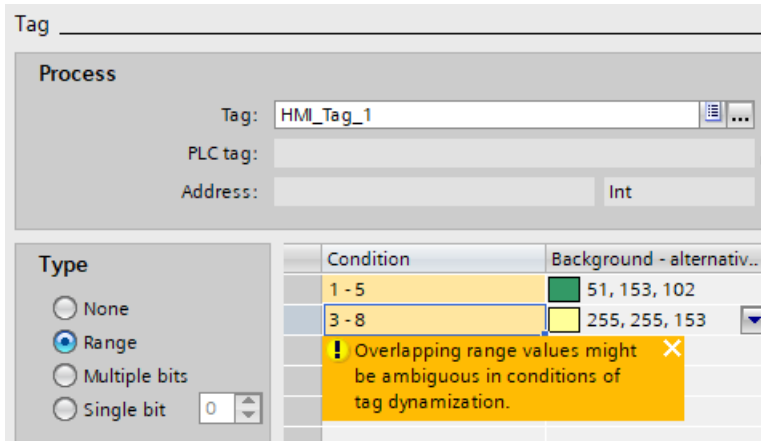 Tag
Process
Tag: HMI_Tag_1 ...
PLC tag:
Address: Int
Type
None
Range
Multiple bits
Single bit 0
Condition Background - alternativ...
1 - 5 51, 153, 102
3 - 8 255, 255, 153
Overlapping range values might
be ambiguous in conditions of
tag dynamization.